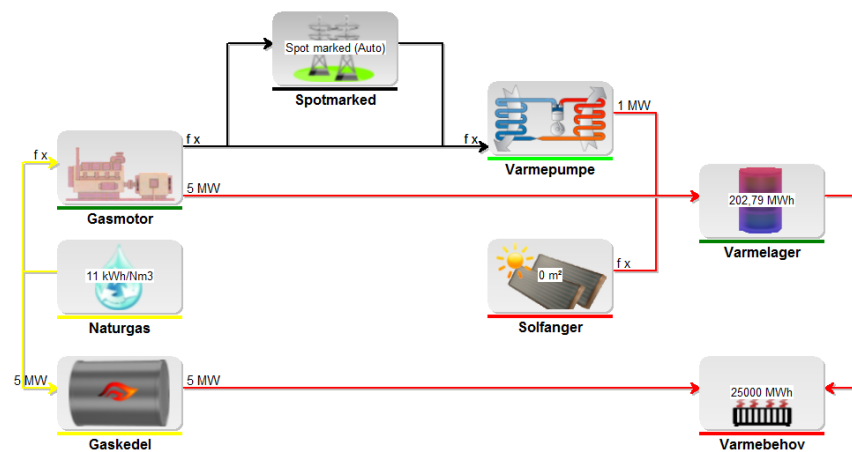 Spot marked (Auto)
Spotmarked
f x
f x
1 MW
Varmepumpe
f x
Gasmotor
5 MW
202,79 MWh
Varmelager
11 kWh/Nm3
Naturgas
0 m²
f x
Solfanger
5 MW
5 MW
Gaskedel
25000 MWh
Varmebehov